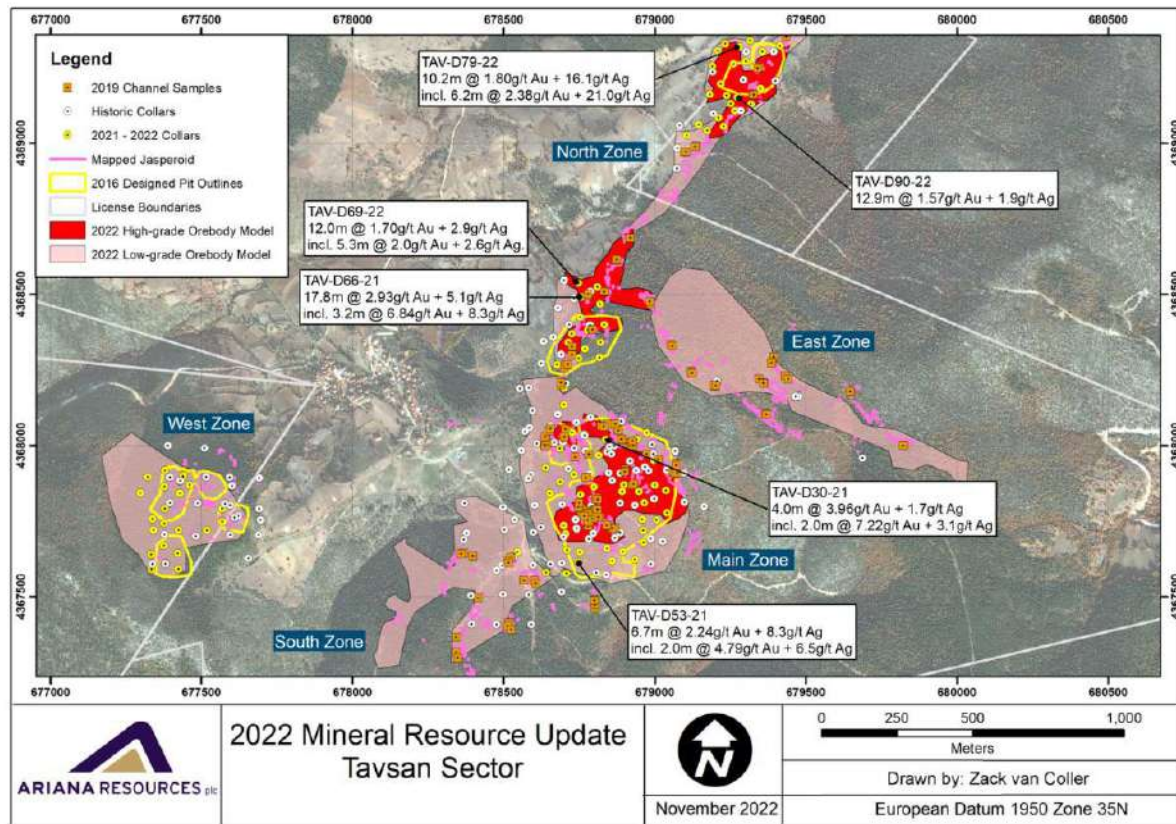 677000 677500 678000 678500 679000 679500 680000 680500
Legend
2019 Channel Samples
Historic Collars
2021 - 2022 Collars
Mapped Jasperoid
2016 Designed Pit Outlines
License Boundaries
2022 High-grade Orebody Model
2022 Low-grade Orebody Model
TAV-D79-22
10.2m @ 1.80g/t Au + 16.1g/t Ag
incl. 6.2m @ 2.38g/t Au + 21.0g/t Ag
4369000
North Zone
4369000
TAV-D90-22
12.9m @ 1.57g/t Au + 1.9g/t Ag
TAV-D69-22
12.0m @ 1.70g/t Au + 2.9g/t Ag
incl. 5.3m @ 2.0g/t Au + 2.6g/t Ag.
TAV-D66-21
17.8m @ 2.93g/t Au + 5.1g/t Ag
incl. 3.2m @ 6.84g/t Au + 8.3g/t Ag
4368500
4368500
East Zone
West Zone
4368000
4368000
TAV-D30-21
4.0m @ 3.96g/t Au + 1.7g/t Ag
incl. 2.0m @ 7.22g/t Au + 3.1g/t Ag
Main Zone
4367500
4367500
TAV-D53-21
6.7m @ 2.24g/t Au + 8.3g/t Ag
incl. 2.0m @ 4.79g/t Au + 6.5g/t Ag
South Zone
677000 677500 678000 678500 679000 679500 680000 680500
ARIANA RESOURCES plc
2022 Mineral Resource Update
Tavsan Sector
N
November 2022
0 250 500 1,000
Meters
Drawn by: Zack van Coller
European Datum 1950 Zone 35N